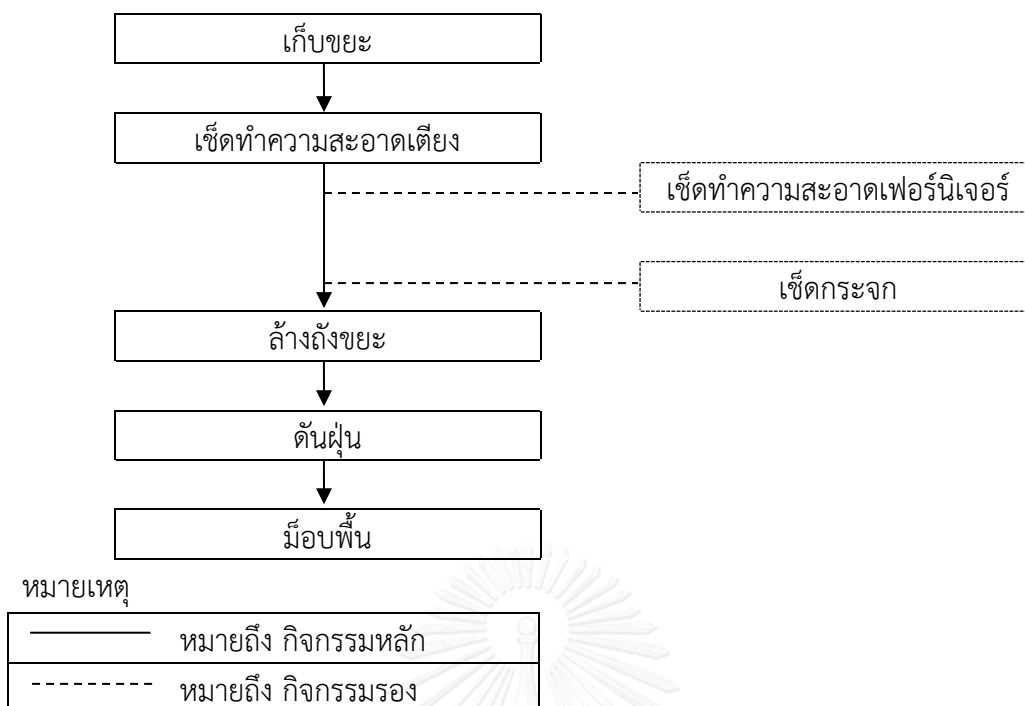 เก็บขยะ
เช็ดทำความสะอาดเตียง
เช็ดทำความสะอาดเฟอร์นิเจอร์
เช็ดกระจก
ล้างถังขยะ
ดันฝุ่น
ม็อบพื้น
หมายเหตุ
หมายถึง กิจกรรมหลัก
หมายถึง กิจกรรมรอง